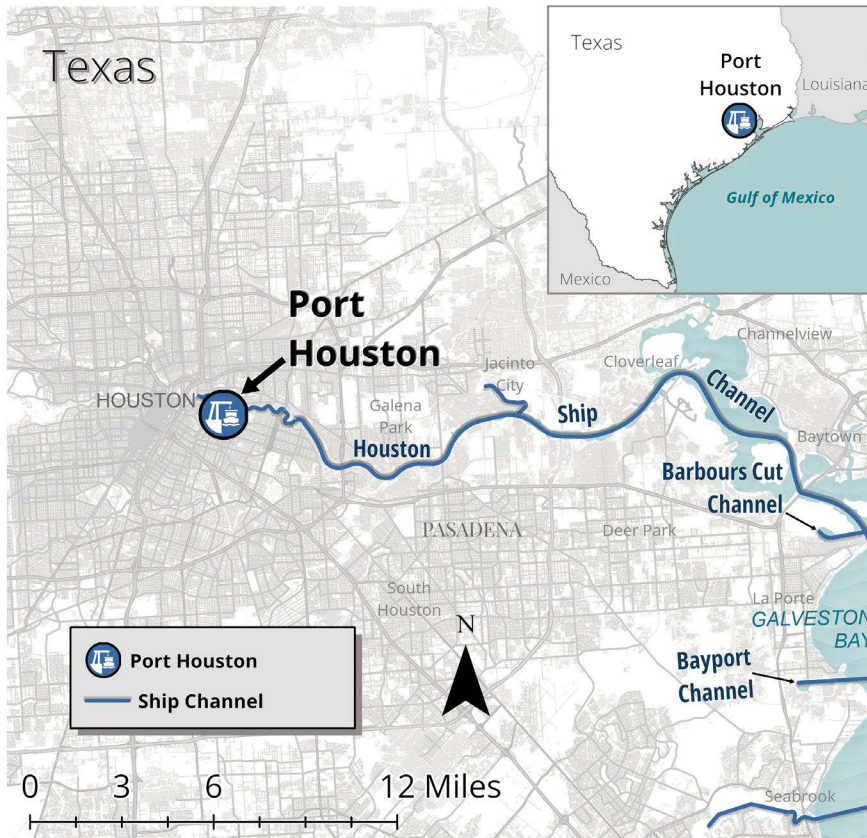 Texas
Texas
Port
Houston
Louisiana
Gulf of Mexico
Mexico
Port
Houston
HOUSTON
Channelview
Cloverleaf
Jacinto
City
Channel
Ship
Galena
Park
Houston
Baytown
Barbours Cut
Channel
PASADENA
Deer Park
South
Houston
La Porte
GALVESTON
BAY
N
Bayport
Channel
Port Houston
Ship Channel
0 3 6 12 Miles
Seabrook